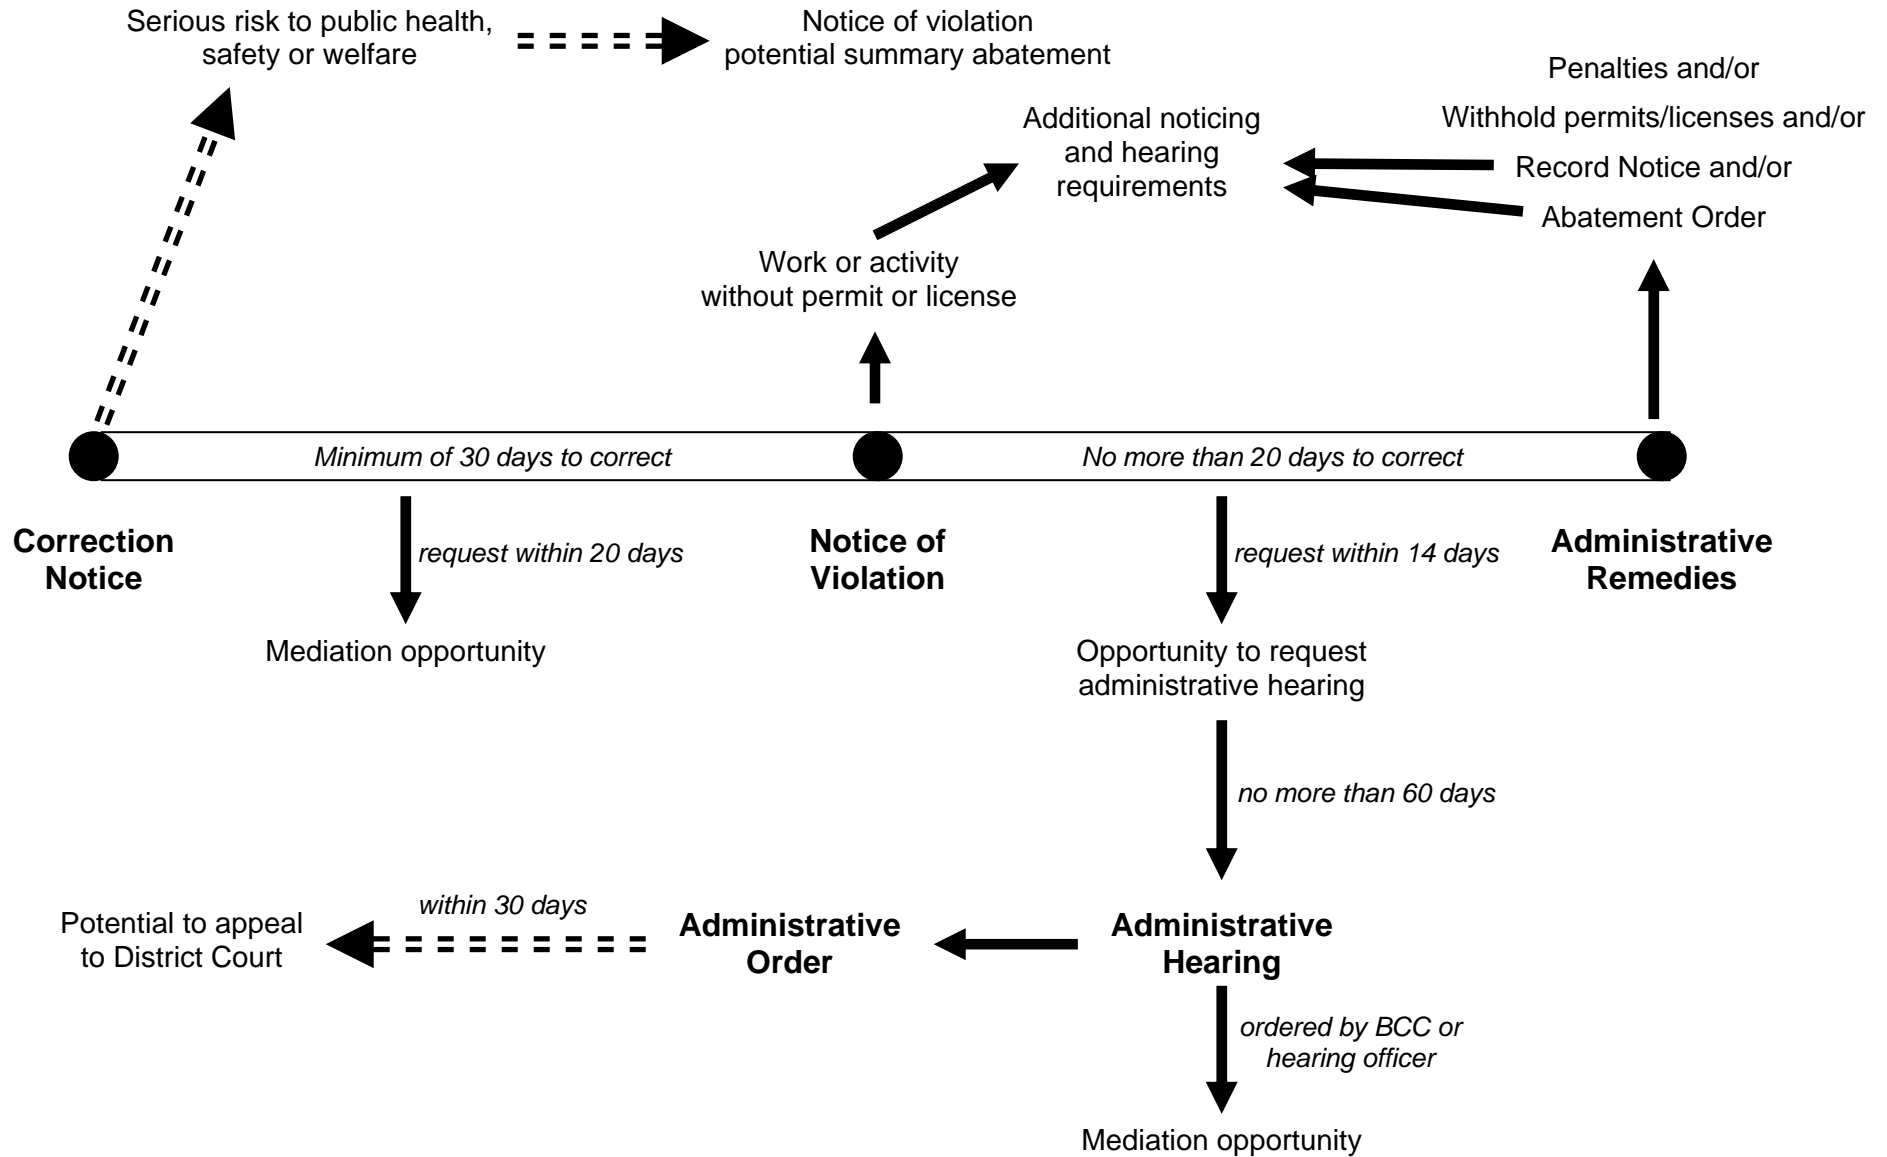 Serious risk to public health,
safety or welfare
Notice of violation
potential summary abatement
Penalties and/or
Withhold permits/licenses and/or
Record Notice and/or
Abatement Order
Additional noticing
and hearing
requirements
Work or activity
without permit or license
Minimum of 30 days to correct
No more than 20 days to correct
Correction
Notice
request within 20 days
Notice of
Violation
request within 14 days
Administrative
Remedies
Mediation opportunity
Opportunity to request
administrative hearing
no more than 60 days
Potential to appeal
to District Court
within 30 days
Administrative
Order
Administrative
Hearing
ordered by BCC or
hearing officer
Mediation opportunity